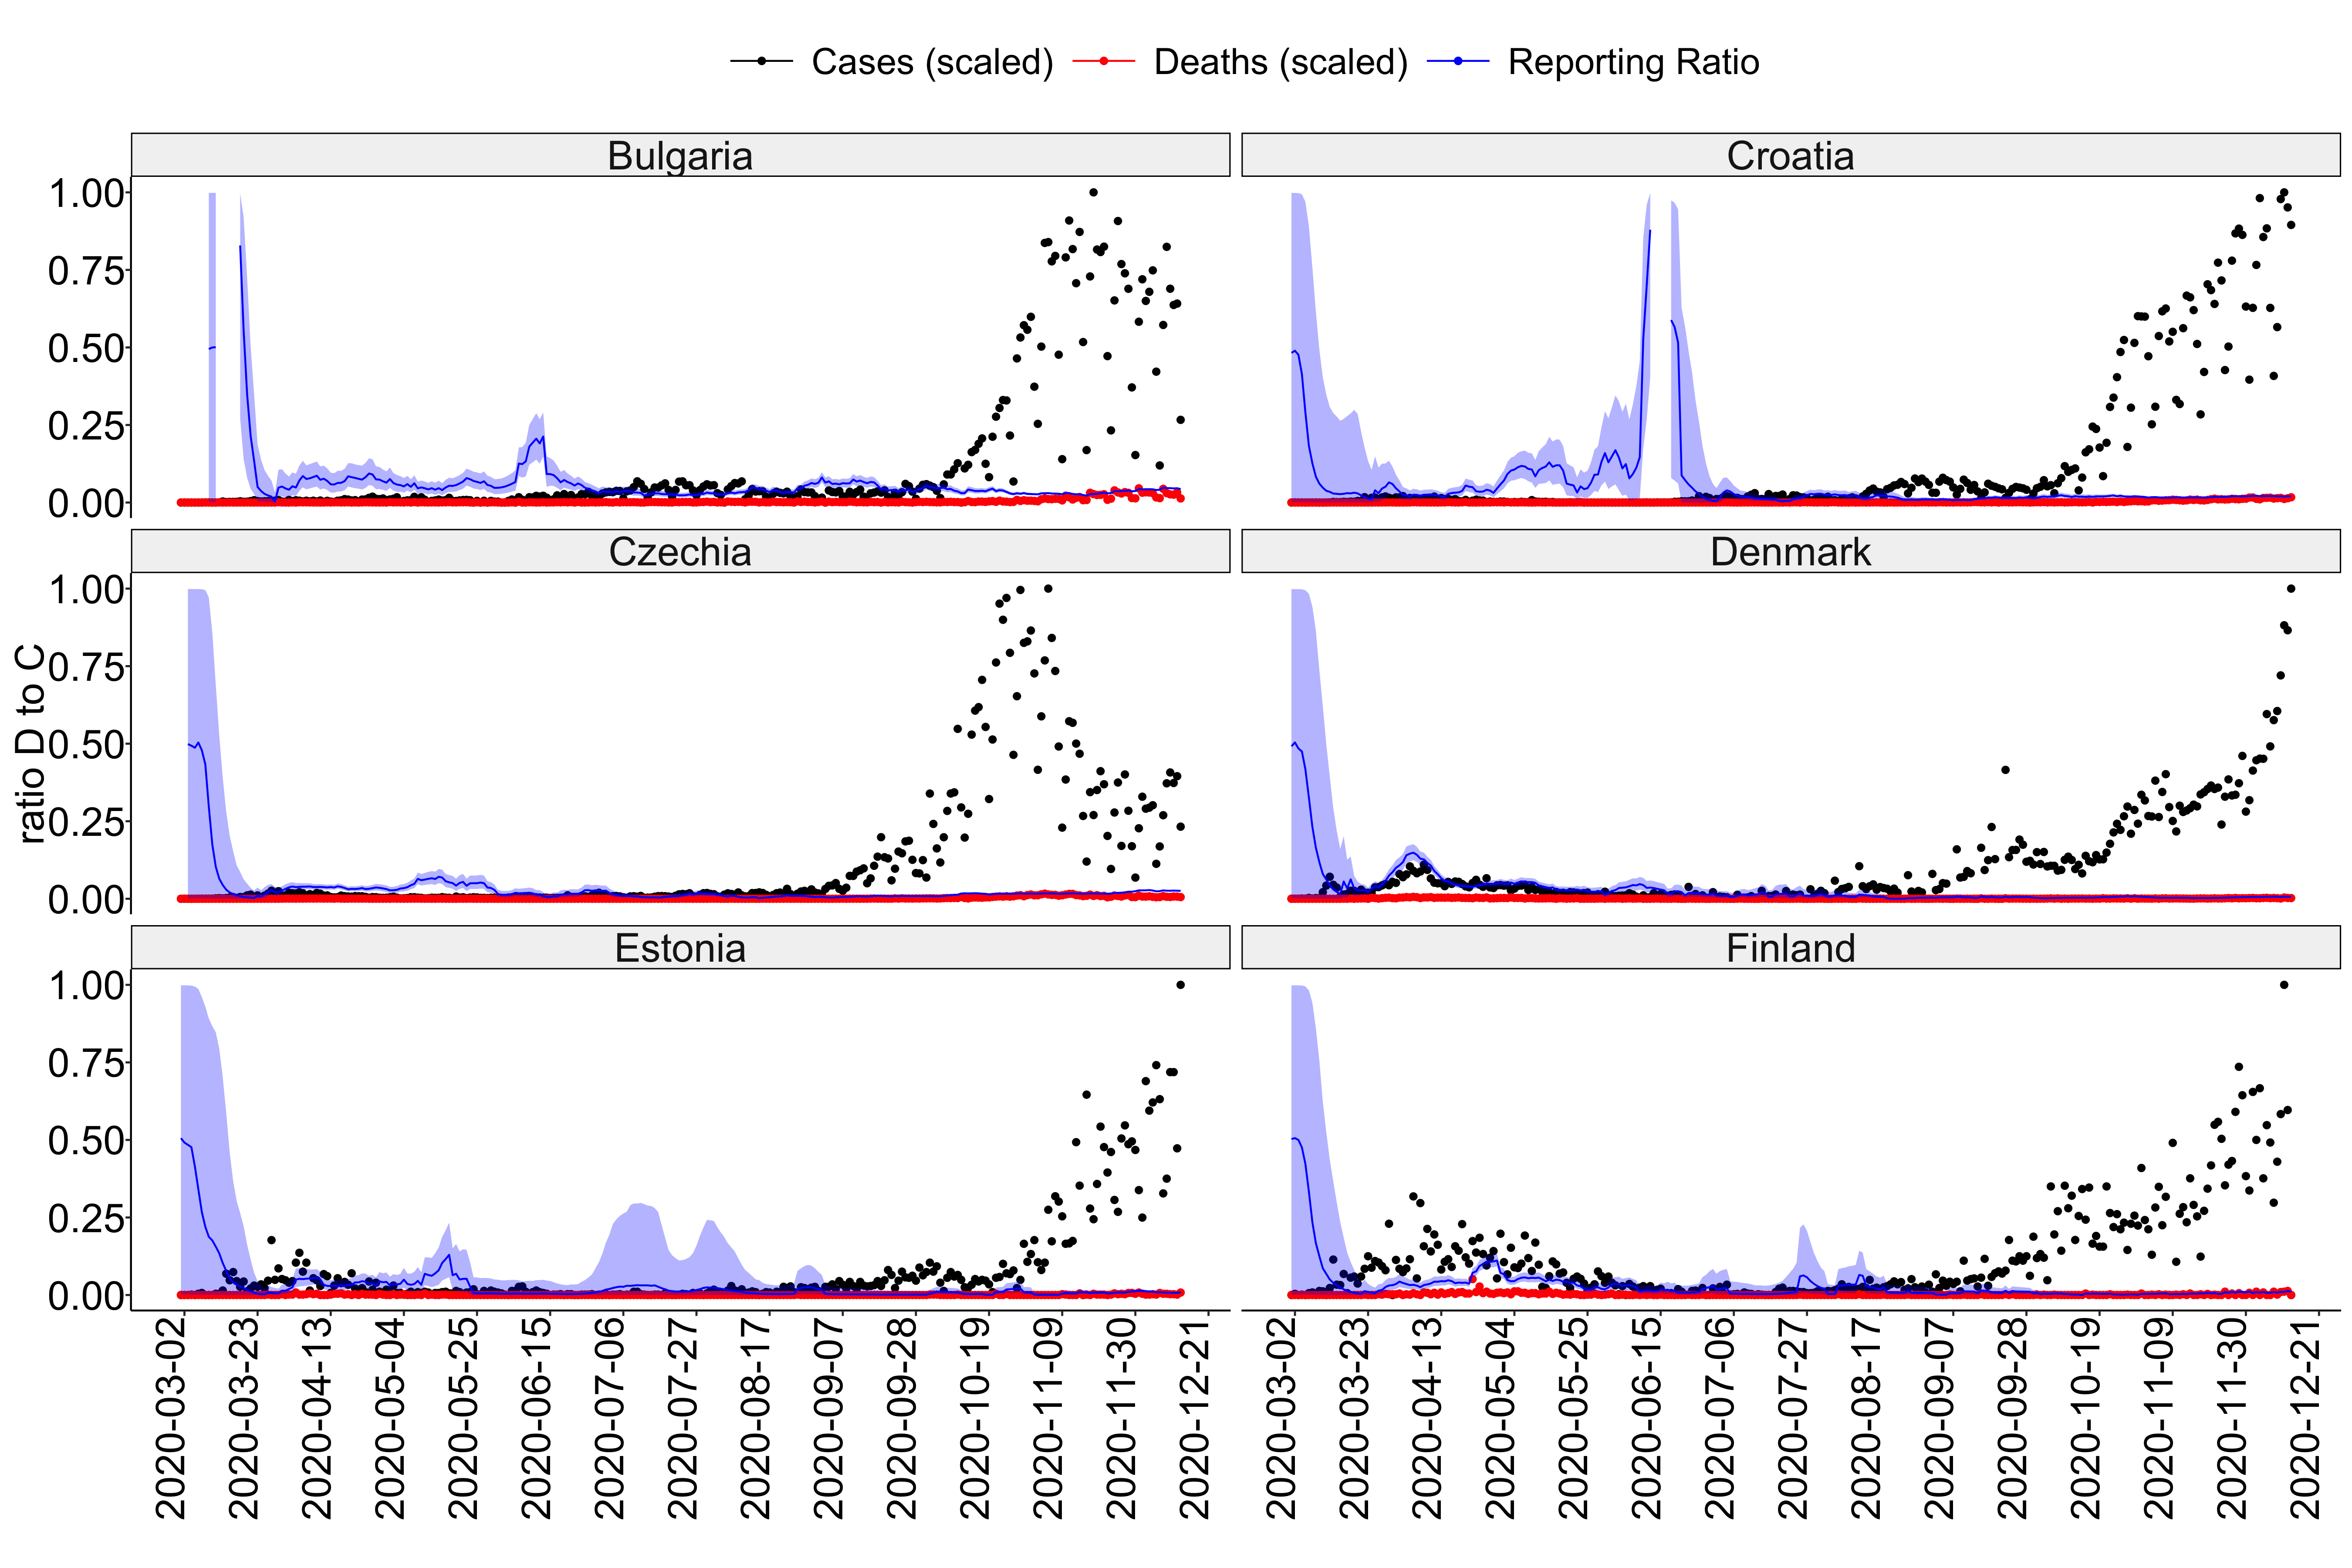 Cases (scaled) Deaths (scaled) Reporting Ratio
Bulgaria Croatia
1.00
0.75
0.50
0.25
0.00
Czechia Denmark
1.00
0.75
0.50
0.25
0.00
ratio D to C
Estonia Finland
1.00
0.75
0.50
0.25
0.00
2020-03-02 2020-03-23 2020-04-13 2020-05-04 2020-05-25 2020-06-15 2020-07-06 2020-07-27 2020-08-17 2020-09-07 2020-09-28 2020-10-19 2020-11-09 2020-11-30 2020-12-21
2020-03-02 2020-03-23 2020-04-13 2020-05-04 2020-05-25 2020-06-15 2020-07-06 2020-07-27 2020-08-17 2020-09-07 2020-09-28 2020-10-19 2020-11-09 2020-11-30 2020-12-21